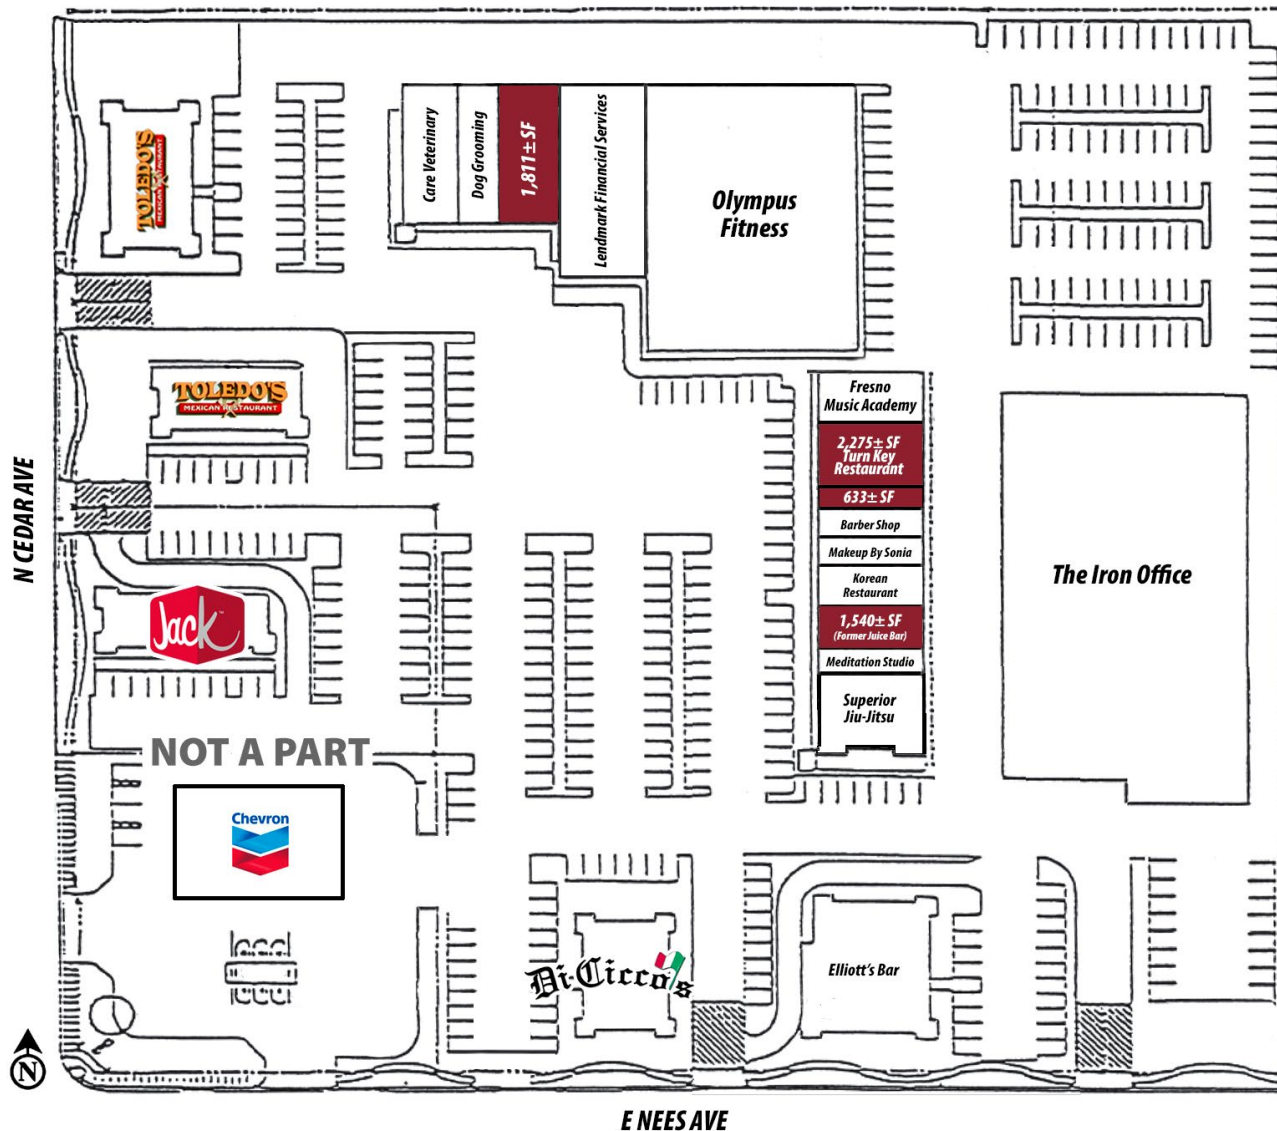 TOLEDO'S
MEXICAN RESTAURANT
Care Veterinary
Dog Grooming
1,811± SF
Lendmark Financial Services
Olympus
Fitness
TOLEDO'S
MEXICAN RESTAURANT
Fresno
Music Academy
2,275± SF
Turn Key
Restaurant
633± SF
Barber Shop
Makeup By Sonia
Korean
Restaurant
1,540± SF
(Former Juice Bar)
Meditation Studio
Superior
Jiu-Jitsu
The Iron Office
N CEDAR AVE
Jack™
NOT A PART
Chevron
Di·Cicco's
Elliott's Bar
N
E NEES AVE